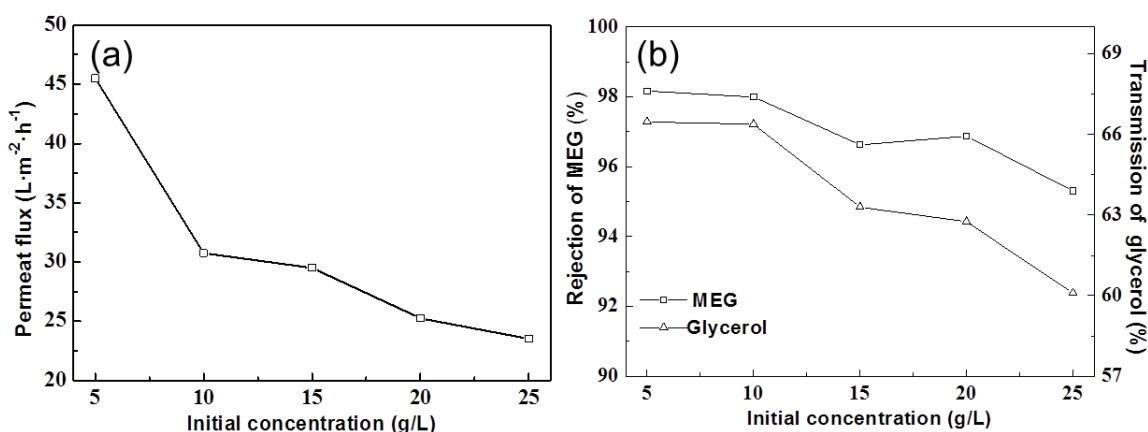 (a)
Permeat flux (L·m⁻²·h⁻¹)
50
45
40
35
30
25
20
5 10 15 20 25
Initial concentration (g/L)
(b)
Rejection of MEG (%)
100
98
96
94
92
90
MEG
Glycerol
5 10 15 20 25
Initial concentration (g/L)
69
66
63
60
57
Transmission of glycerol (%)